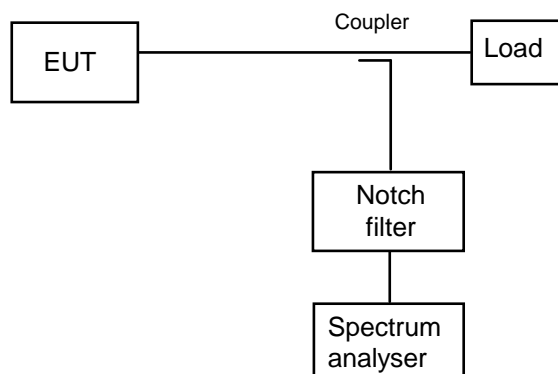 Coupler
EUT
Load
Notch
filter
Spectrum
analyser